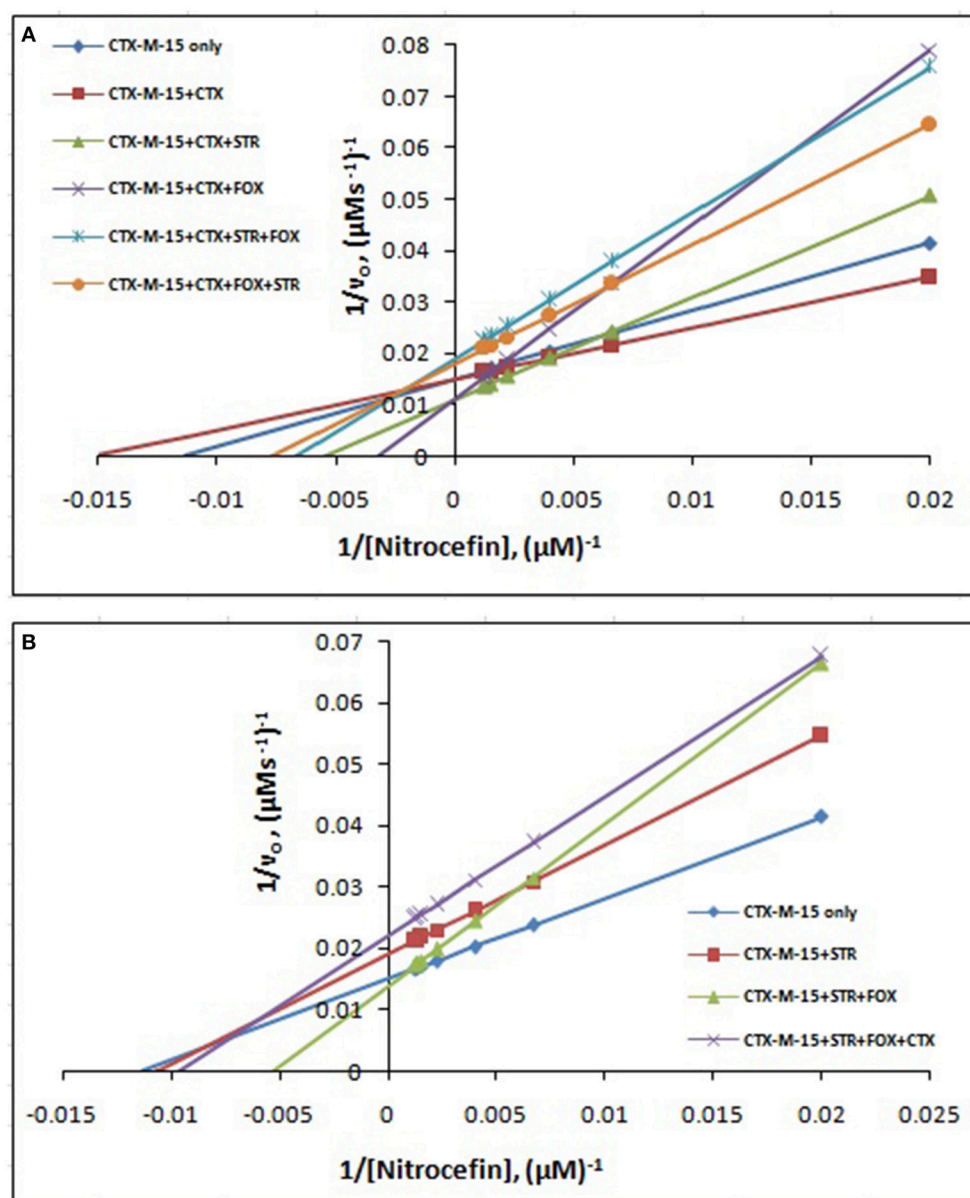 A
CTX-M-15 only
CTX-M-15+CTX
CTX-M-15+CTX+STR
CTX-M-15+CTX+FOX
CTX-M-15+CTX+STR+FOX
CTX-M-15+CTX+FOX+STR
1/vo, (μMs⁻¹)⁻¹
0.08
0.07
0.06
0.05
0.04
0.03
0.02
0.01
0
-0.015 -0.01 -0.005 0 0.005 0.01 0.015 0.02
1/[Nitrocefin], (μM)⁻¹
B
1/vo, (μMs⁻¹)⁻¹
0.07
0.06
0.05
0.04
0.03
0.02
0.01
0
CTX-M-15 only
CTX-M-15+STR
CTX-M-15+STR+FOX
CTX-M-15+STR+FOX+CTX
-0.015 -0.01 -0.005 0 0.005 0.01 0.015 0.02 0.025
1/[Nitrocefin], (μM)⁻¹